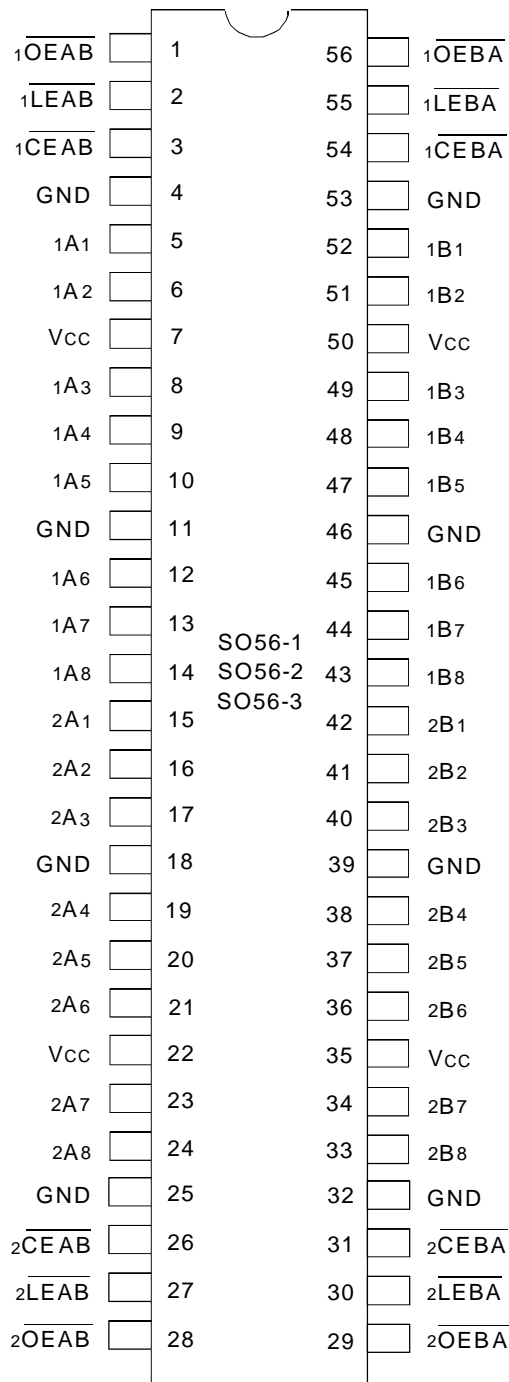 1OEAB 1 56 1OEBA
1LEAB 2 55 1LEBA
1CEAB 3 54 1CEBA
GND 4 53 GND
1A1 5 52 1B1
1A2 6 51 1B2
VCC 7 50 VCC
1A3 8 49 1B3
1A4 9 48 1B4
1A5 10 47 1B5
GND 11 46 GND
1A6 12 45 1B6
1A7 13 44 1B7
SO56-1
1A8 14 SO56-2 43 1B8
SO56-3
2A1 15 42 2B1
2A2 16 41 2B2
2A3 17 40 2B3
GND 18 39 GND
2A4 19 38 2B4
2A5 20 37 2B5
2A6 21 36 2B6
VCC 22 35 VCC
2A7 23 34 2B7
2A8 24 33 2B8
GND 25 32 GND
2CEAB 26 31 2CEBA
2LEAB 27 30 2LEBA
2OEAB 28 29 2OEBA